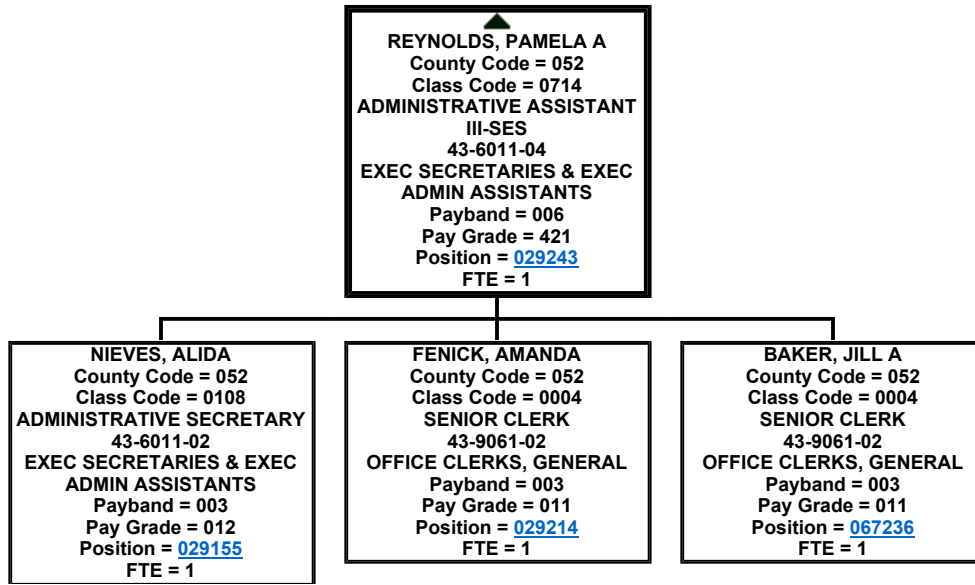 REYNOLDS, PAMELA A
County Code = 052
Class Code = 0714
ADMINISTRATIVE ASSISTANT
III-SES
43-6011-04
EXEC SECRETARIES & EXEC
ADMIN ASSISTANTS
Payband = 006
Pay Grade = 421
Position = 029243
FTE = 1
NIEVES, ALIDA
County Code = 052
Class Code = 0108
ADMINISTRATIVE SECRETARY
43-6011-02
EXEC SECRETARIES & EXEC
ADMIN ASSISTANTS
Payband = 003
Pay Grade = 012
Position = 029155
FTE = 1
FENICK, AMANDA
County Code = 052
Class Code = 0004
SENIOR CLERK
43-9061-02
OFFICE CLERKS, GENERAL
Payband = 003
Pay Grade = 011
Position = 029214
FTE = 1
BAKER, JILL A
County Code = 052
Class Code = 0004
SENIOR CLERK
43-9061-02
OFFICE CLERKS, GENERAL
Payband = 003
Pay Grade = 011
Position = 067236
FTE = 1